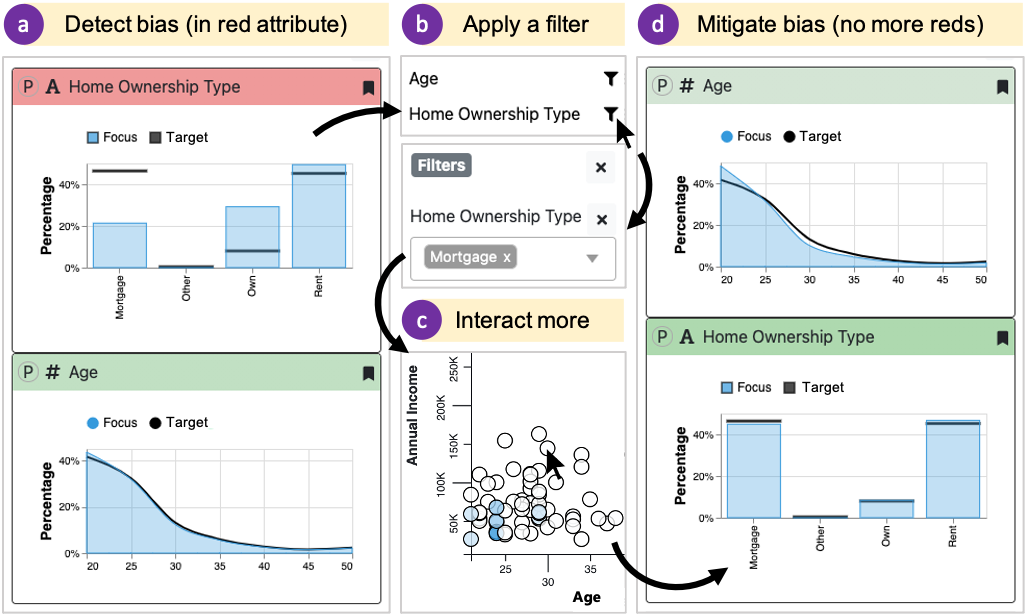 a Detect bias (in red attribute)
P A Home Ownership Type
Focus Target
Percentage
40%
20%
0%
Mortgage
Other
Own
Rent
P # Age
Focus Target
Percentage
40%
20%
0%
20 25 30 35 40 45 50
b Apply a filter
Age
Home Ownership Type
Filters ×
Home Ownership Type ×
Mortgage x
c Interact more
Annual Income
250K
200K
150K
100K
50K
25 30 35
Age
d Mitigate bias (no more reds)
P # Age
Focus Target
Percentage
40%
20%
0%
20 25 30 35 40 45 50
P A Home Ownership Type
Focus Target
Percentage
40%
20%
0%
Mortgage
Other
Own
Rent